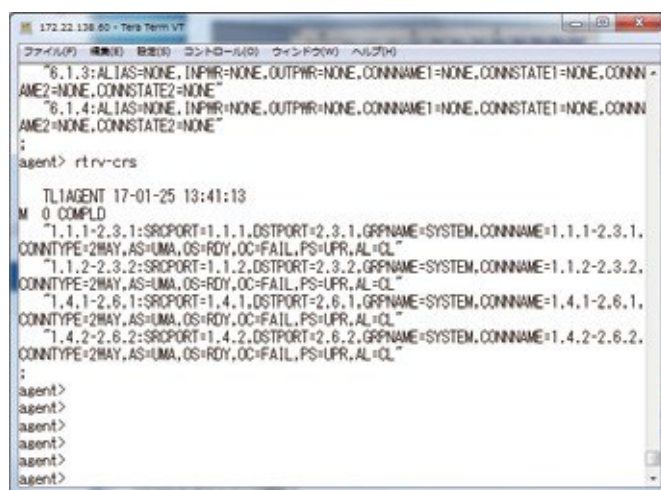 172.22.138.60 - Tera Term VT
ファイル(F) 編集(E) 設定(S) コントロール(O) ウィンドウ(W) ヘルプ(H)
"6.1.3:ALIAS=NONE,INPWR=NONE,OUTPWR=NONE,CONNNAME1=NONE,CONNSTATE1=NONE,CONNN
AME2=NONE,CONNSTATE2=NONE"
"6.1.4:ALIAS=NONE,INPWR=NONE,OUTPWR=NONE,CONNNAME1=NONE,CONNSTATE1=NONE,CONNN
AME2=NONE,CONNSTATE2=NONE"
;
agent> rtrv-crs
TL1AGENT 17-01-25 13:41:13
M 0 COMPLD
"1.1.1-2.3.1:SRCPORT=1.1.1,DSTPORT=2.3.1,GRPNAME=SYSTEM,CONNNAME=1.1.1-2.3.1,
CONNTYPE=2WAY,AS=UMA,OS=RDY,OC=FAIL,PS=UPR,AL=CL"
"1.1.2-2.3.2:SRCPORT=1.1.2,DSTPORT=2.3.2,GRPNAME=SYSTEM,CONNNAME=1.1.2-2.3.2,
CONNTYPE=2WAY,AS=UMA,OS=RDY,OC=FAIL,PS=UPR,AL=CL"
"1.4.1-2.6.1:SRCPORT=1.4.1,DSTPORT=2.6.1,GRPNAME=SYSTEM,CONNNAME=1.4.1-2.6.1,
CONNTYPE=2WAY,AS=UMA,OS=RDY,OC=FAIL,PS=UPR,AL=CL"
"1.4.2-2.6.2:SRCPORT=1.4.2,DSTPORT=2.6.2,GRPNAME=SYSTEM,CONNNAME=1.4.2-2.6.2,
CONNTYPE=2WAY,AS=UMA,OS=RDY,OC=FAIL,PS=UPR,AL=CL"
;
agent>
agent>
agent>
agent>
agent>
agent>